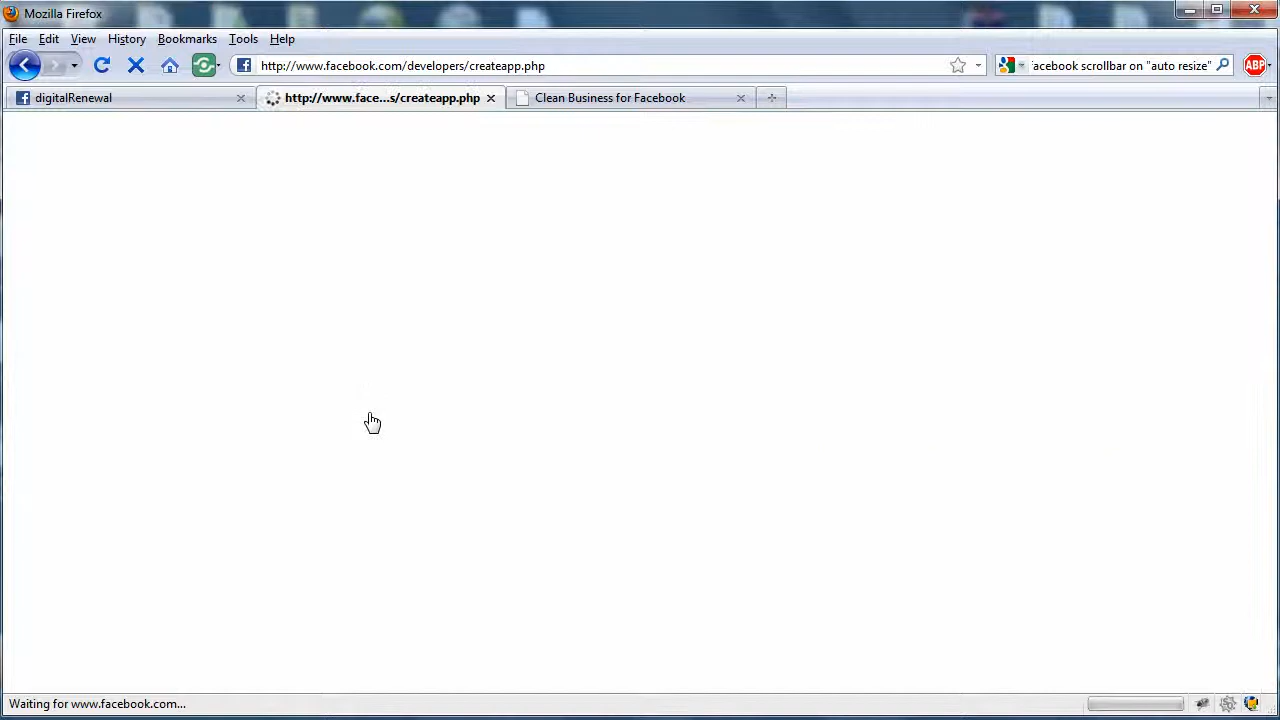 Mozilla Firefox
File Edit View History Bookmarks Tools Help
http://www.facebook.com/developers/createapp.php
acebook scrollbar on "auto resize"
ABP
digitalRenewal
http://www.face...s/createapp.php
Clean Business for Facebook
Waiting for www.facebook.com...